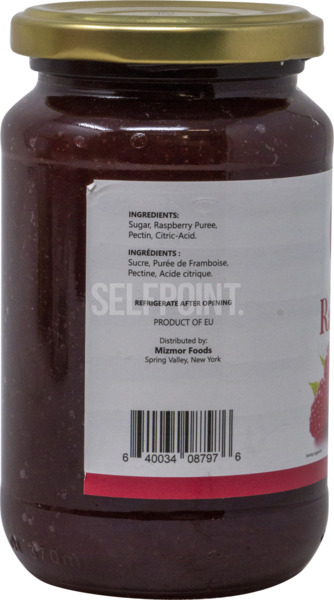 INGREDIENTS:
Sugar, Raspberry Puree,
Pectin, Citric-Acid.
INGRÉDIENTS :
Sucre, Purée de Framboise,
Pectine, Acide citrique.
SELFPOINT.
REFRIGERATE AFTER OPENING
PRODUCT OF EU
Distributed by:
Mizmor Foods
Spring Valley, New York
6 40034 08797 6